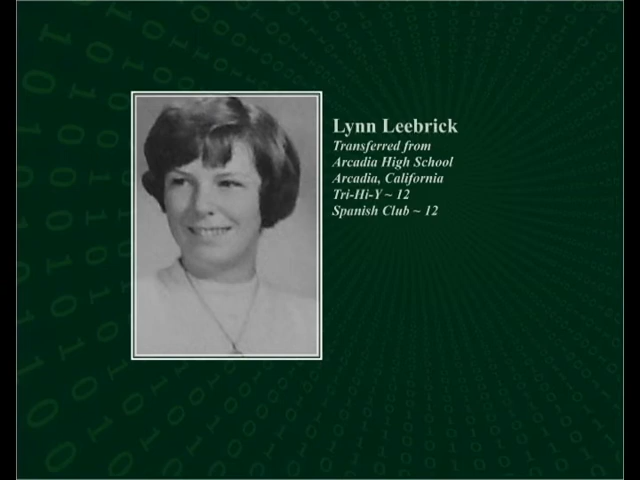 Lynn Leebrick
Transferred from
Arcadia High School
Arcadia, California
Tri-Hi-Y ~ 12
Spanish Club ~ 12